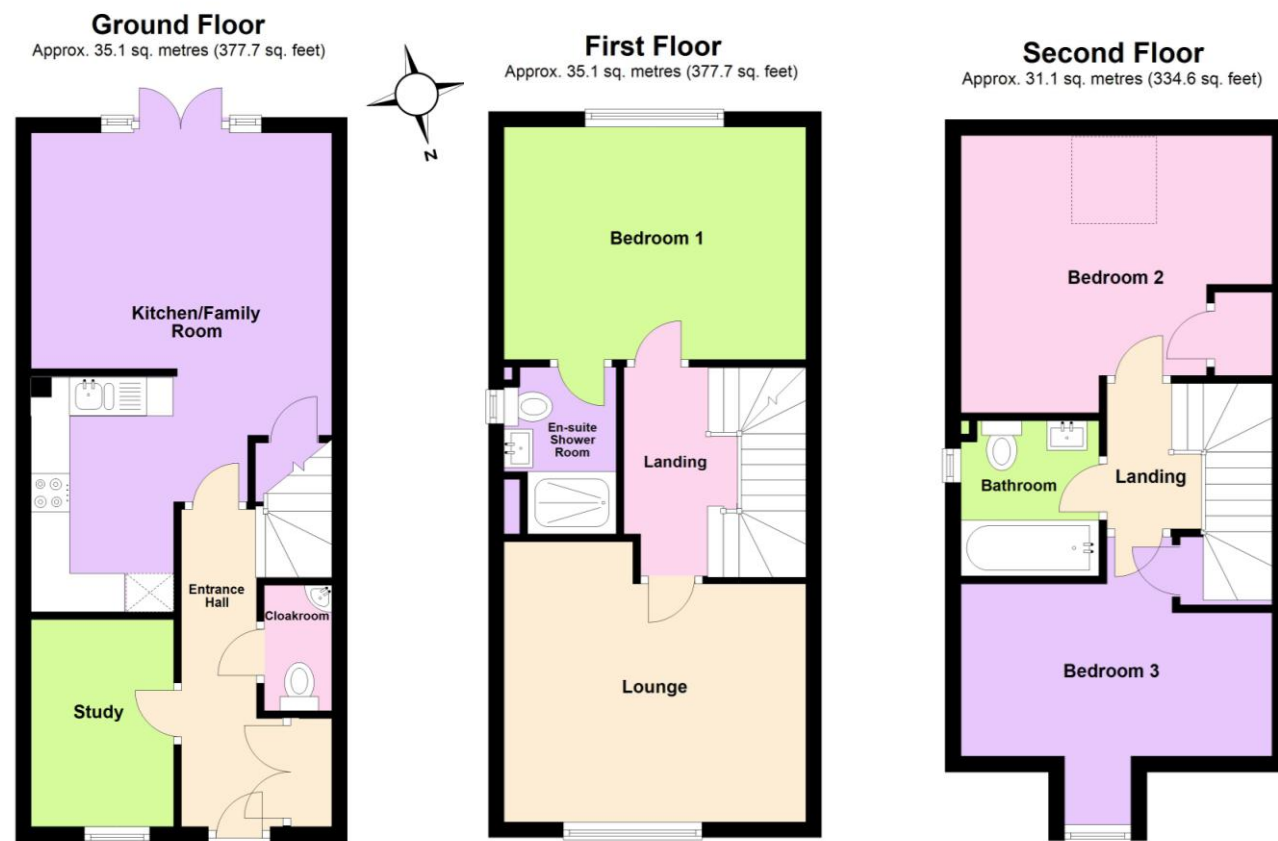 Ground Floor
Approx. 35.1 sq. metres (377.7 sq. feet)
Kitchen/Family
Room
Entrance
Hall
Cloakroom
Study
N
First Floor
Approx. 35.1 sq. metres (377.7 sq. feet)
Bedroom 1
En-suite
Shower
Room
Landing
Lounge
Second Floor
Approx. 31.1 sq. metres (334.6 sq. feet)
Bedroom 2
Bathroom
Landing
Bedroom 3